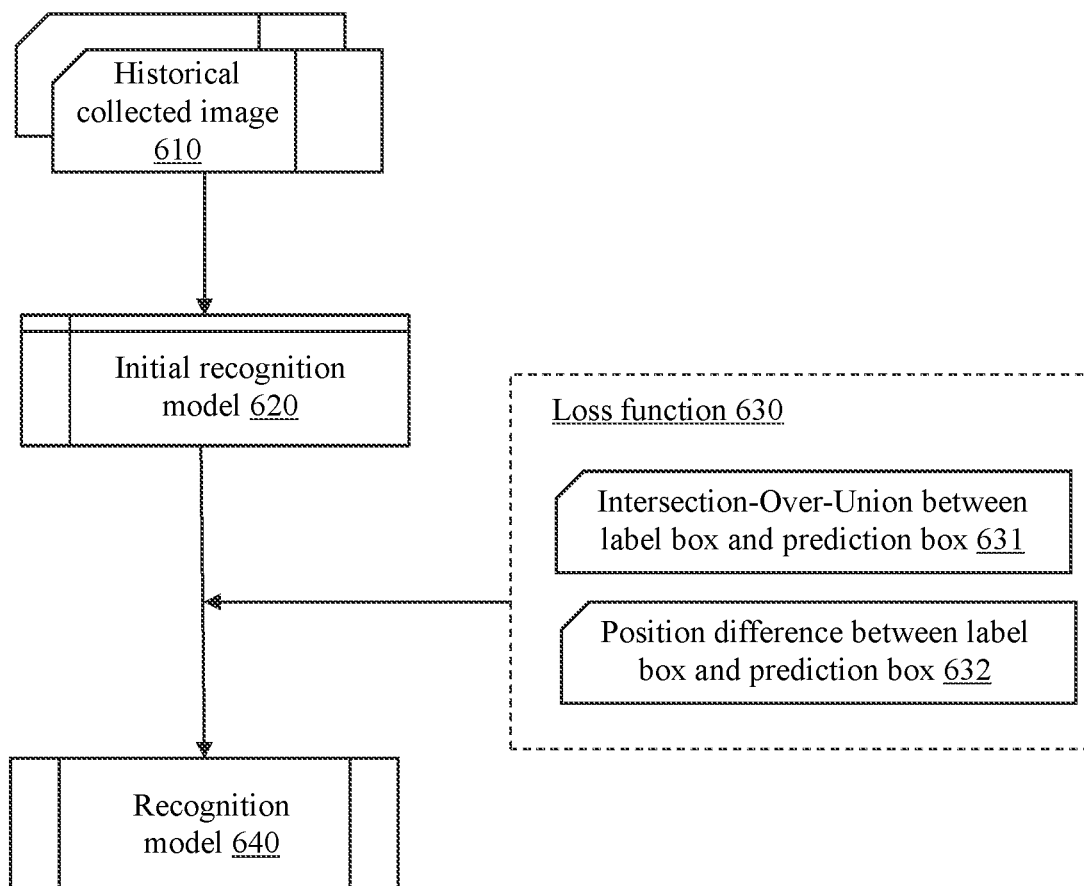 Historical
collected image
610
Initial recognition
model 620
Loss function 630
Intersection-Over-Union between
label box and prediction box 631
Position difference between label
box and prediction box 632
Recognition
model 640